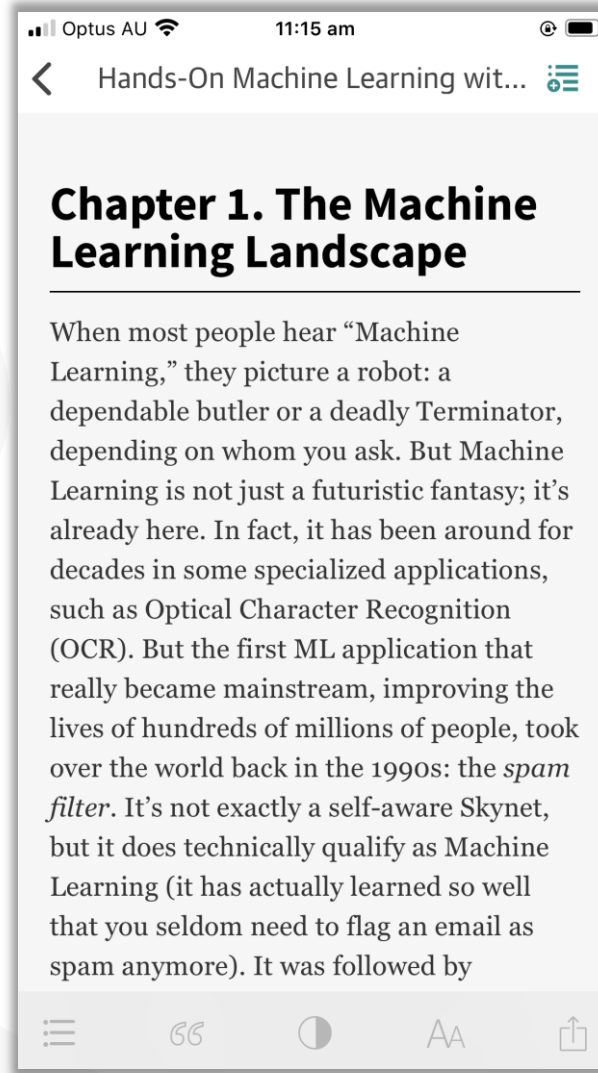 Optus AU
11:15 am
Hands-On Machine Learning wit...
Chapter 1. The Machine
Learning Landscape
When most people hear “Machine
Learning,” they picture a robot: a
dependable butler or a deadly Terminator,
depending on whom you ask. But Machine
Learning is not just a futuristic fantasy; it’s
already here. In fact, it has been around for
decades in some specialized applications,
such as Optical Character Recognition
(OCR). But the first ML application that
really became mainstream, improving the
lives of hundreds of millions of people, took
over the world back in the 1990s: the spam
filter. It’s not exactly a self-aware Skynet,
but it does technically qualify as Machine
Learning (it has actually learned so well
that you seldom need to flag an email as
spam anymore). It was followed by
AA